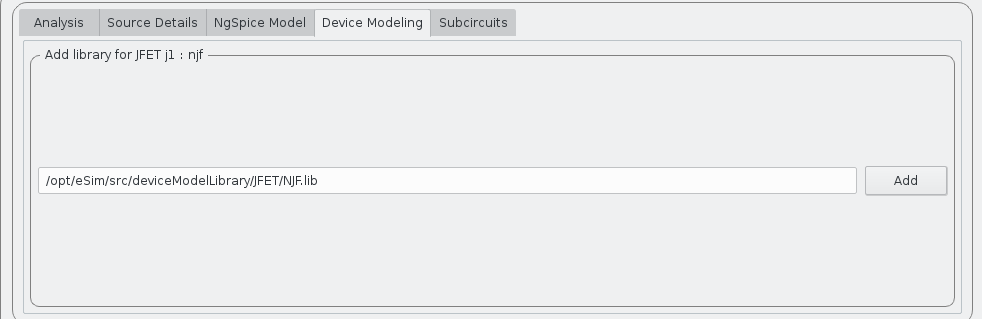 Analysis Source Details NgSpice Model Device Modeling Subcircuits
Add library for JFET j1 : njf
/opt/eSim/src/deviceModelLibrary/JFET/NJF.lib Add